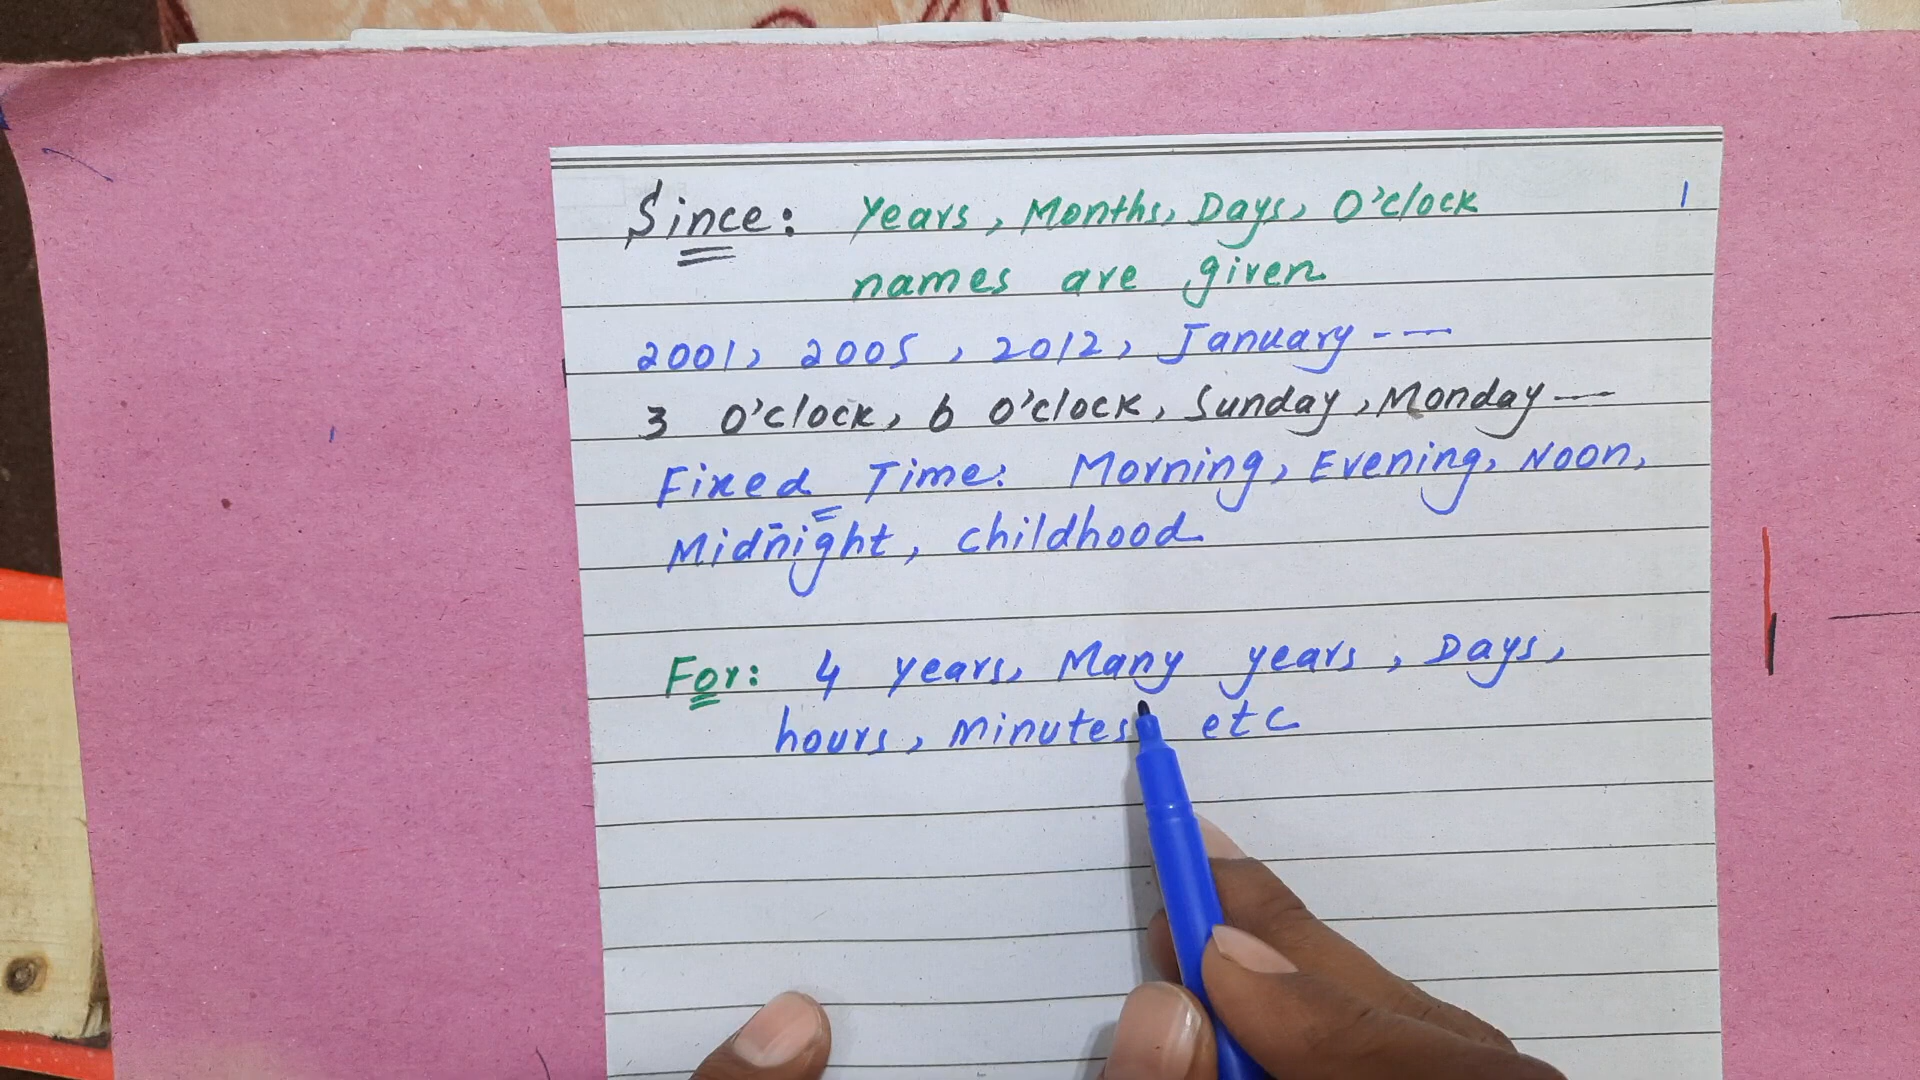 Since: Years, Months, Days, O'clock
names are given
2001, 2005, 2012, January ---
3 O'clock, 6 O'clock, Sunday, Monday --
Fixed Time: Morning, Evening, Noon,
Midnight, childhood
For: 4 years, Many years, Days,
hours, Minutes etc